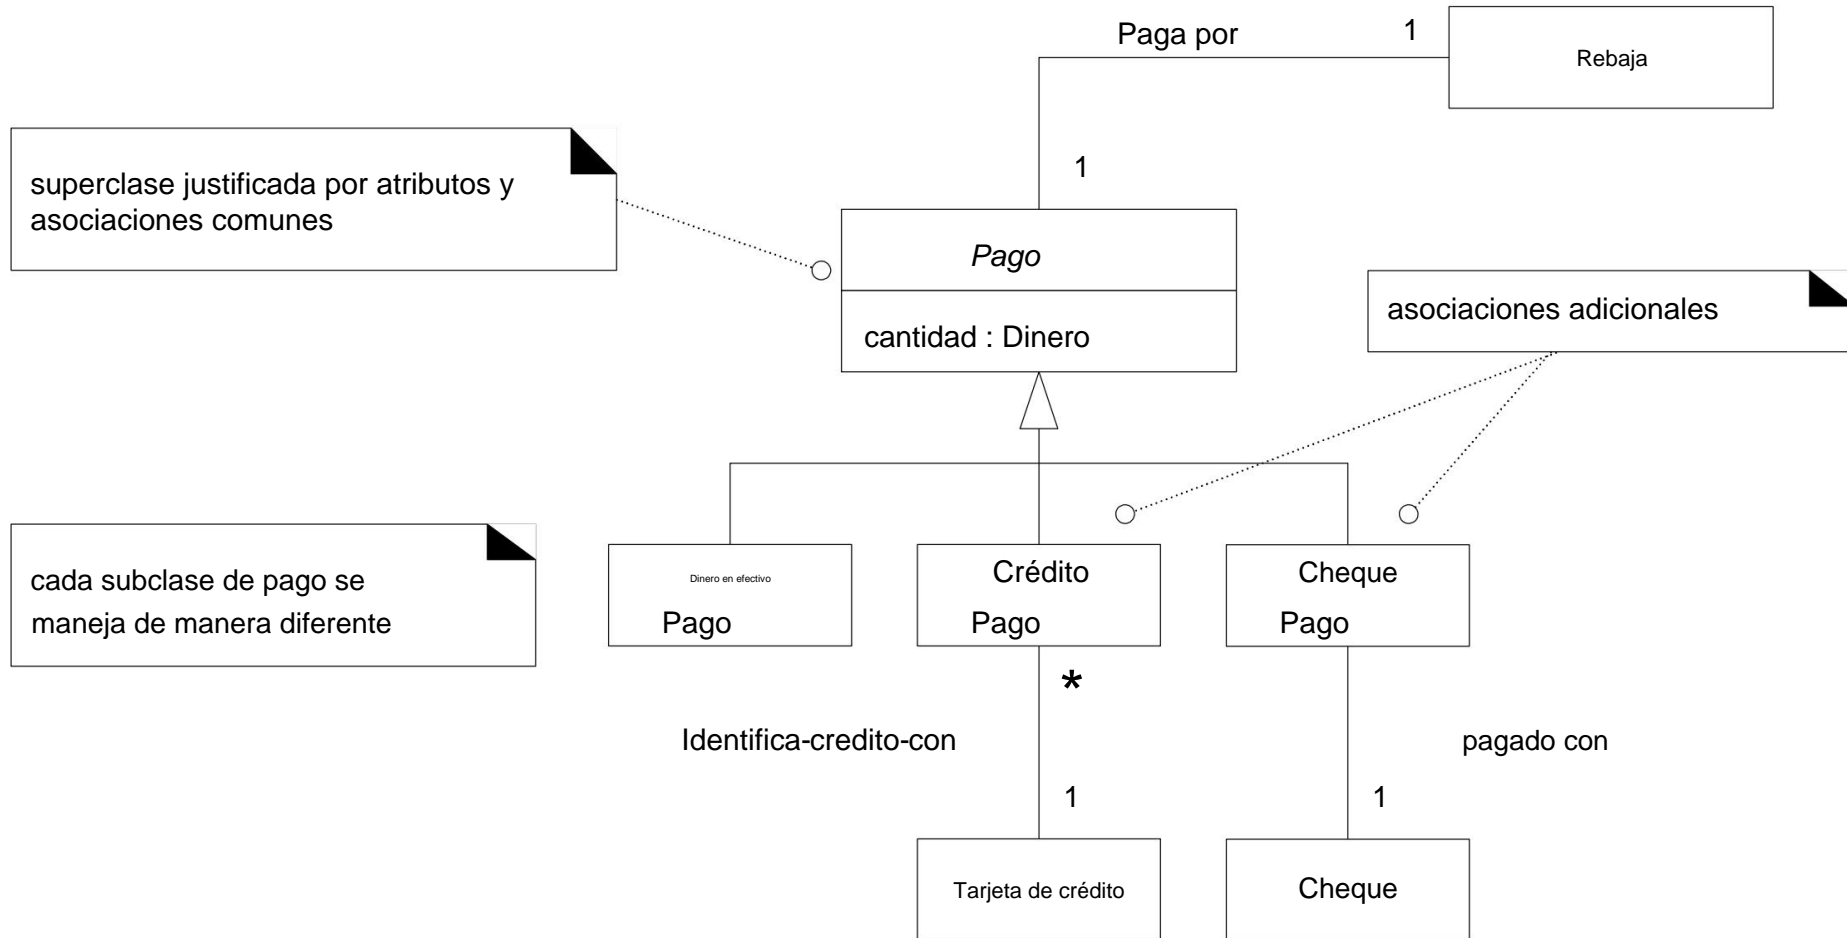 Paga por
1
Rebaja
superclase justificada por atributos y
asociaciones comunes
1
Pago
cantidad : Dinero
asociaciones adicionales
cada subclase de pago se
maneja de manera diferente
Dinero en efectivo
Pago
Crédito
Pago
Cheque
Pago
*
Identifica-credito-con
pagado con
1
1
Tarjeta de crédito
Cheque